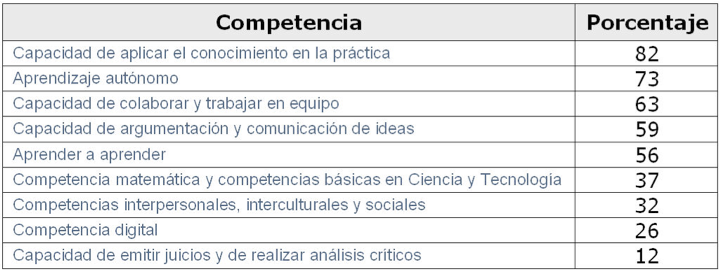 Competencia Porcentaje
Capacidad de aplicar el conocimiento en la práctica 82
Aprendizaje autónomo 73
Capacidad de colaborar y trabajar en equipo 63
Capacidad de argumentación y comunicación de ideas 59
Aprender a aprender 56
Competencia matemática y competencias básicas en Ciencia y Tecnología 37
Competencias interpersonales, interculturales y sociales 32
Competencia digital 26
Capacidad de emitir juicios y de realizar análisis críticos 12